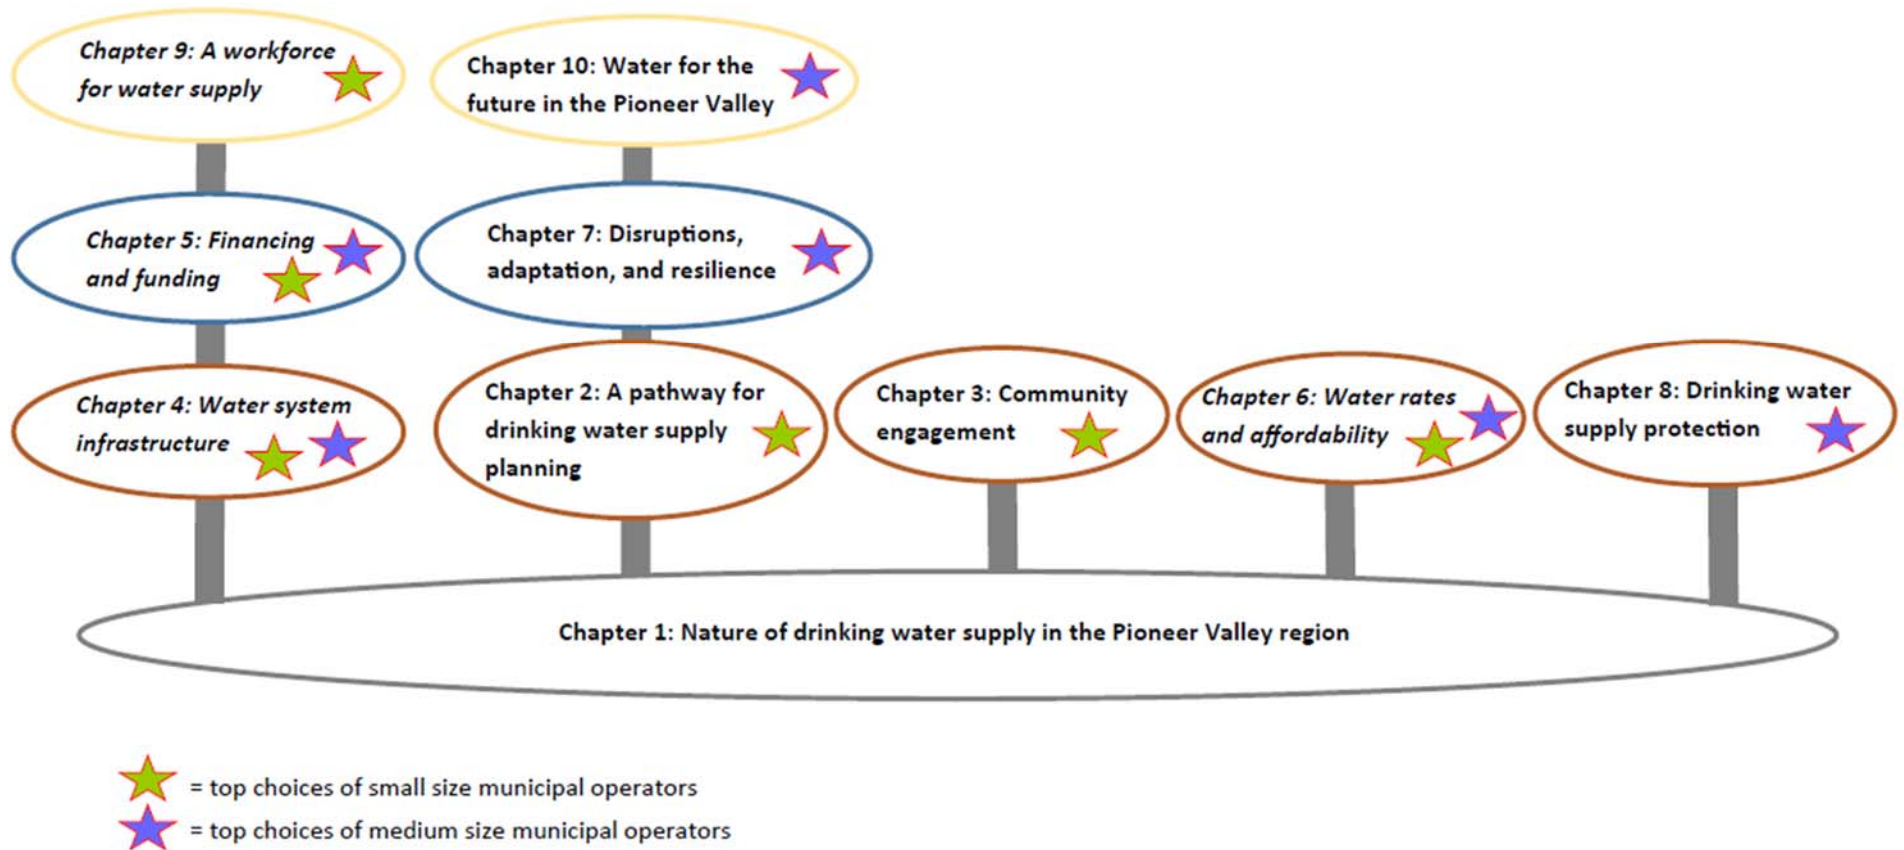 Chapter 9: A workforce
for water supply
Chapter 10: Water for the
future in the Pioneer Valley
Chapter 5: Financing
and funding
Chapter 7: Disruptions,
adaptation, and resilience
Chapter 4: Water system
infrastructure
Chapter 2: A pathway for
drinking water supply
planning
Chapter 3: Community
engagement
Chapter 6: Water rates
and affordability
Chapter 8: Drinking water
supply protection
Chapter 1: Nature of drinking water supply in the Pioneer Valley region
= top choices of small size municipal operators
= top choices of medium size municipal operators